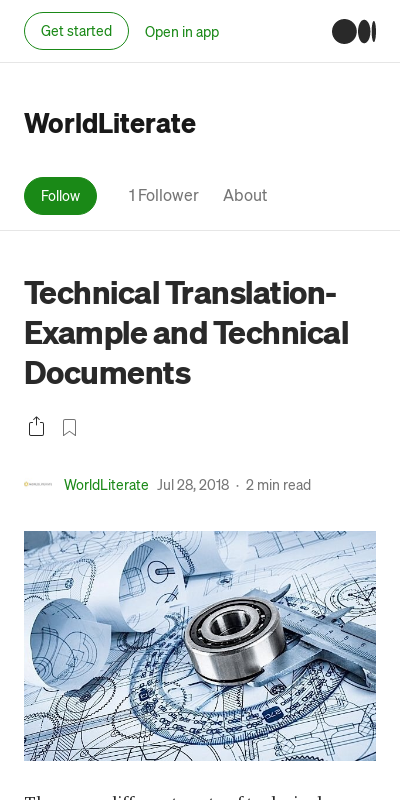 Get started
Open in app
WorldLiterate
Follow
1 Follower
About
Technical Translation-
Example and Technical
Documents
WorldLiterate Jul 28, 2018 · 2 min read